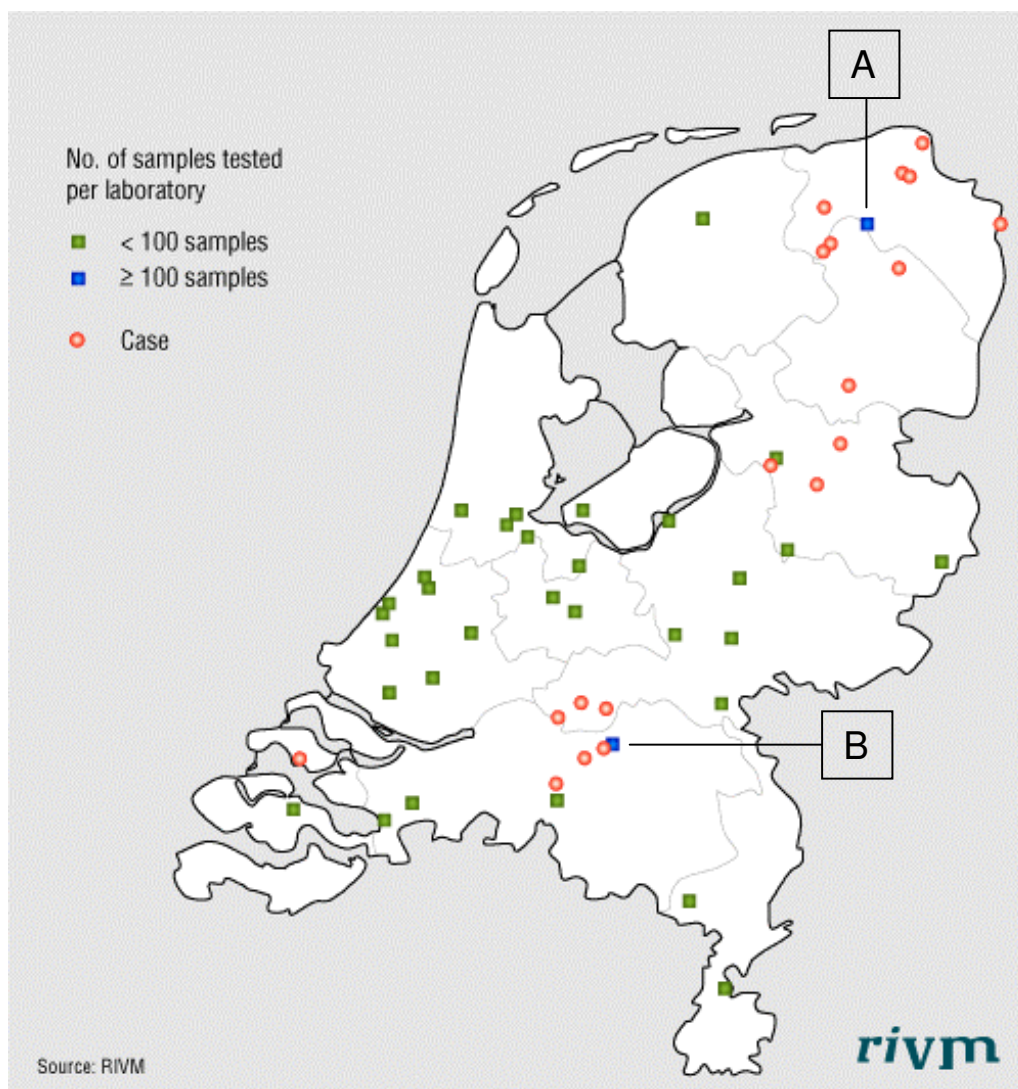 A
No. of samples tested
per laboratory
< 100 samples
≥ 100 samples
Case
B
Source: RIVM
rivm